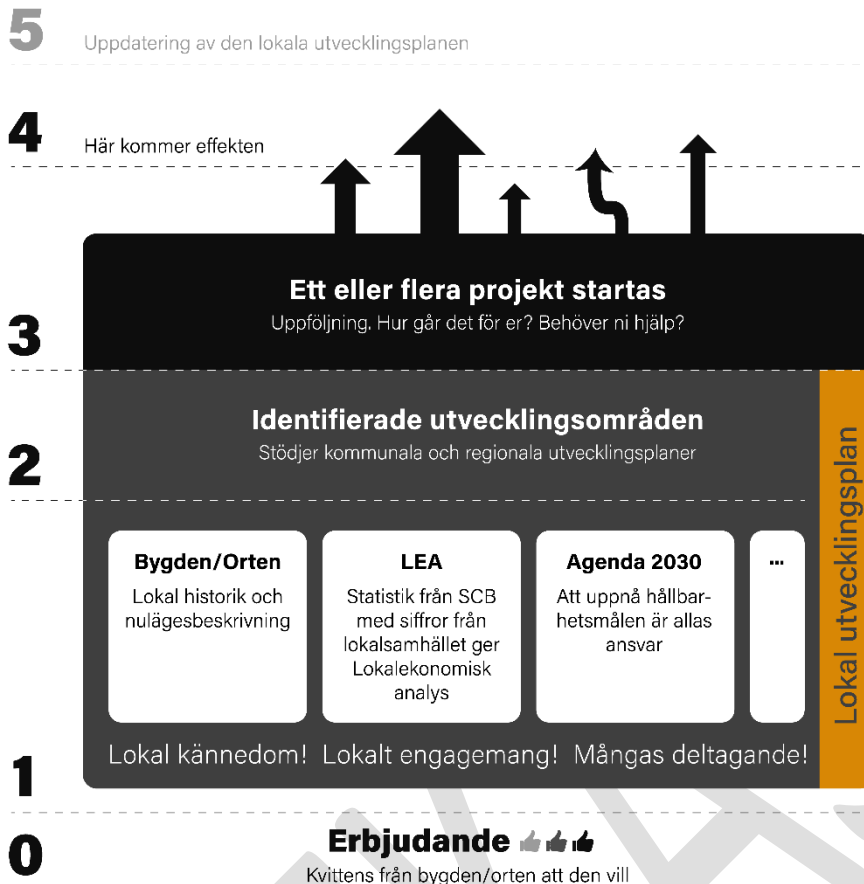 5
Uppdatering av den lokala utvecklingsplanen
4
Här kommer effekten
Ett eller flera projekt startas
Uppföljning. Hur går det för er? Behöver ni hjälp?
3
Identifierade utvecklingsområden
Stödjer kommunala och regionala utvecklingsplaner
2
Lokal utvecklingsplan
Bygden/Orten
Lokal historik och
nulägesbeskrivning
LEA
Statistik från SCB
med siffror från
lokalsamhället ger
Lokalekonomisk
analys
Agenda 2030
Att uppnå hållbar-
hetsmålen är allas
ansvar
...
Lokal kännedom! Lokalt engagemang! Mångas deltagande!
1
0
Erbjudande
Kvittens från bygden/orten att den vill